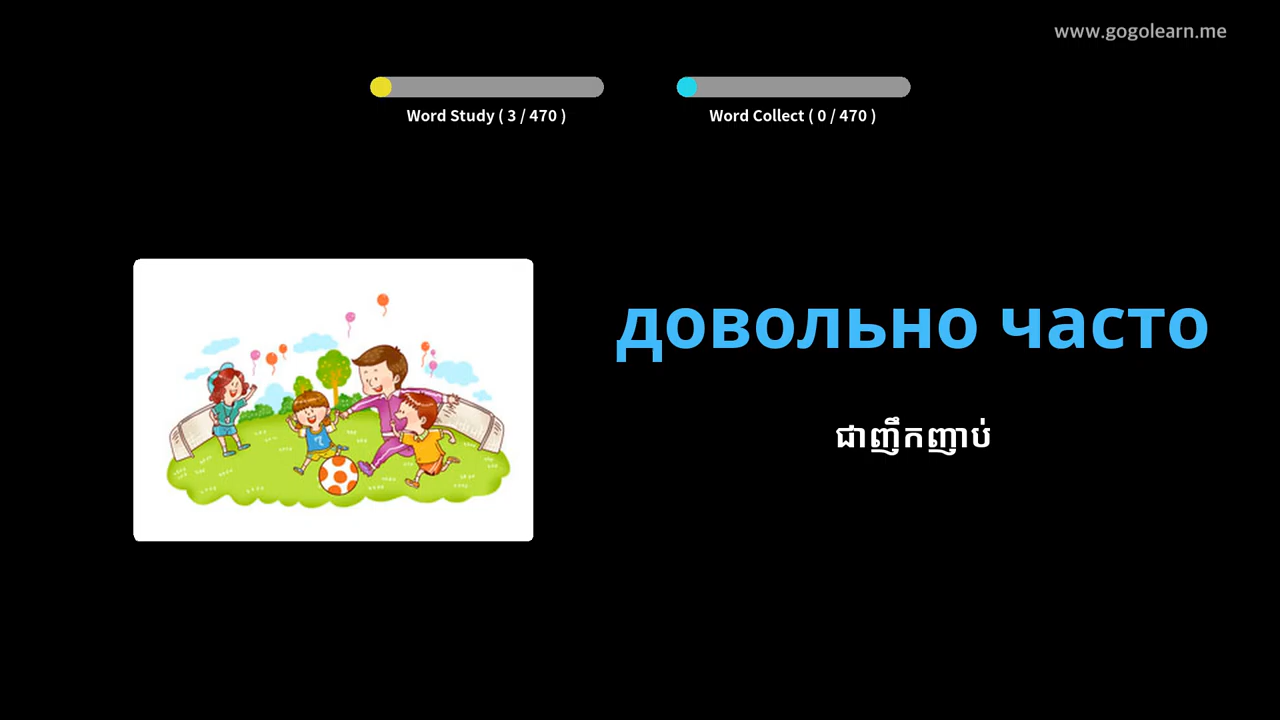 www.gogolearn.me
Word Study ( 3 / 470 )
Word Collect ( 0 / 470 )
довольно часто
ជាញឹកញាប់